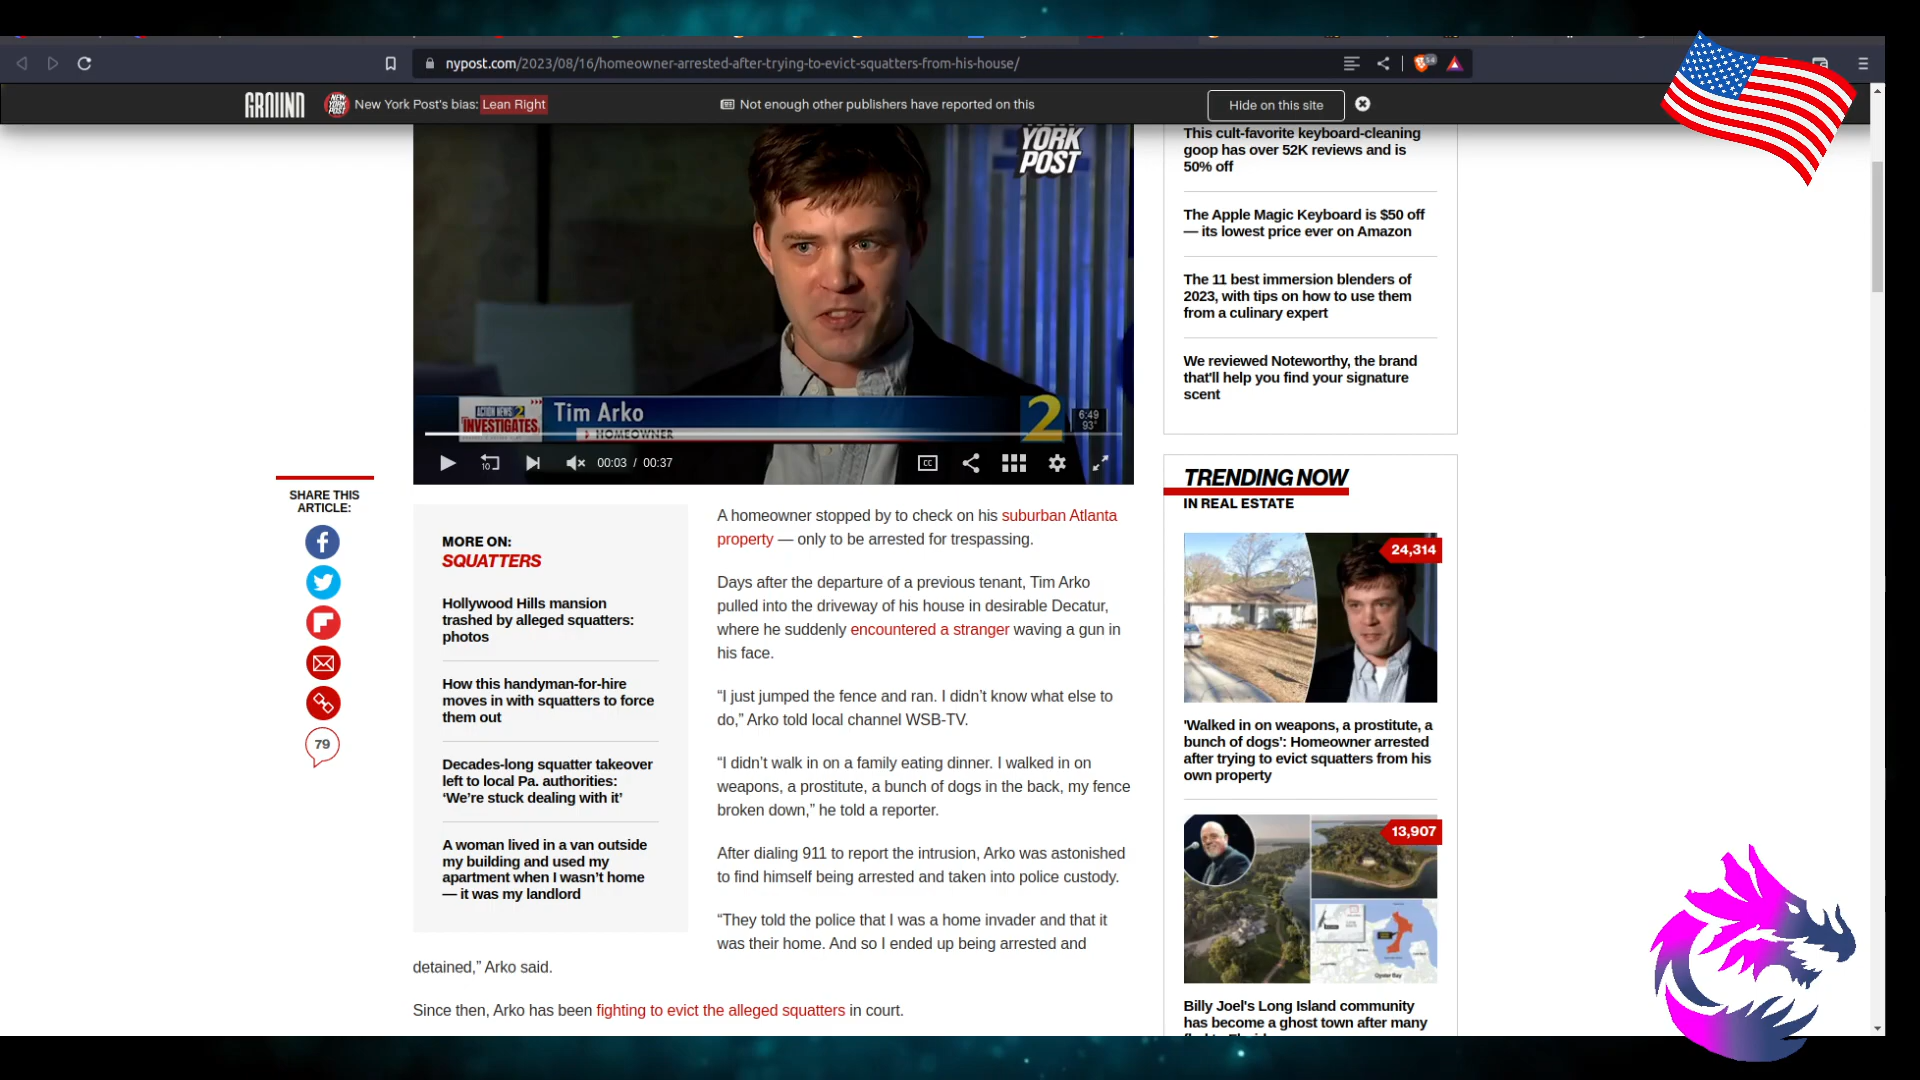 nypost.com/2023/08/16/homeowner-arrested-after-trying-to-evict-squatters-from-his-house/
54
GROUND
NEW YORK POST
New York Post's bias: Lean Right
Not enough other publishers have reported on this
Hide on this site
NEW
YORK
POST
ACTION NEWS 2
INVESTIGATES
Tim Arko
HOMEOWNER
2
6:49
93°
10
00:03 / 00:37
CC
SHARE THIS
ARTICLE:
79
MORE ON:
SQUATTERS
Hollywood Hills mansion
trashed by alleged squatters:
photos
How this handyman-for-hire
moves in with squatters to force
them out
Decades-long squatter takeover
left to local Pa. authorities:
‘We’re stuck dealing with it’
A woman lived in a van outside
my building and used my
apartment when I wasn’t home
— it was my landlord
A homeowner stopped by to check on his suburban Atlanta
property — only to be arrested for trespassing.
Days after the departure of a previous tenant, Tim Arko
pulled into the driveway of his house in desirable Decatur,
where he suddenly encountered a stranger waving a gun in
his face.
“I just jumped the fence and ran. I didn’t know what else to
do,” Arko told local channel WSB-TV.
“I didn’t walk in on a family eating dinner. I walked in on
weapons, a prostitute, a bunch of dogs in the back, my fence
broken down,” he told a reporter.
After dialing 911 to report the intrusion, Arko was astonished
to find himself being arrested and taken into police custody.
“They told the police that I was a home invader and that it
was their home. And so I ended up being arrested and
detained,” Arko said.
Since then, Arko has been fighting to evict the alleged squatters in court.
This cult-favorite keyboard-cleaning
goop has over 52K reviews and is
50% off
The Apple Magic Keyboard is $50 off
— its lowest price ever on Amazon
The 11 best immersion blenders of
2023, with tips on how to use them
from a culinary expert
We reviewed Noteworthy, the brand
that'll help you find your signature
scent
TRENDING NOW
IN REAL ESTATE
24,314
'Walked in on weapons, a prostitute, a
bunch of dogs': Homeowner arrested
after trying to evict squatters from his
own property
13,907
Oyster Bay
Billy Joel's Long Island community
has become a ghost town after many